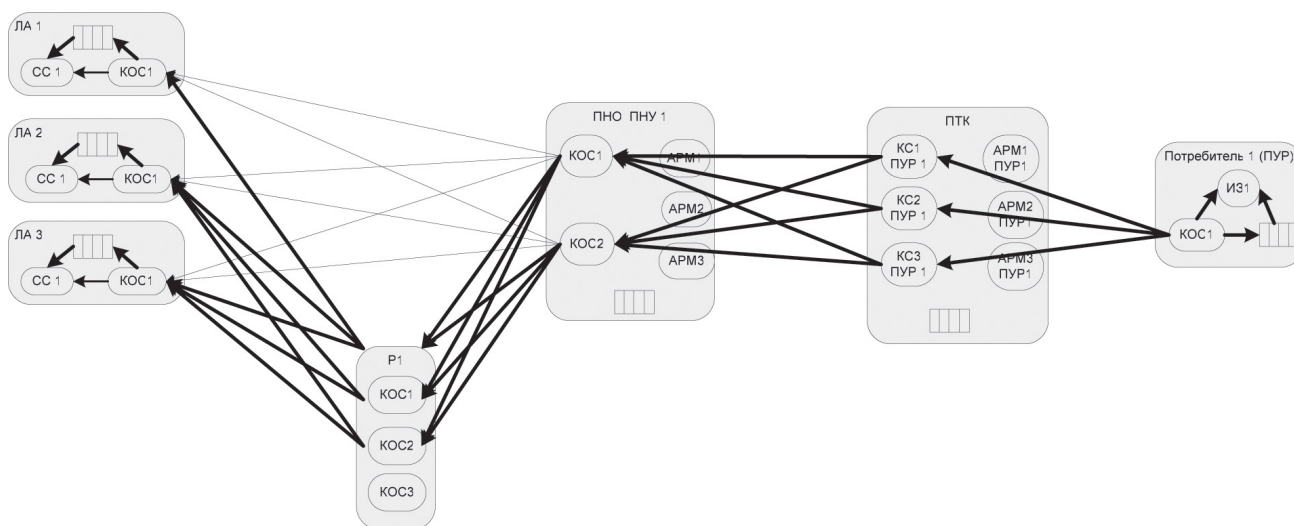 ЛА 1
СС 1
КОС1
ЛА 2
СС 1
КОС1
ЛА 3
СС 1
КОС1
Р1
КОС1
КОС2
КОС3
ПНО ПНУ 1
КОС1
АРМ1
АРМ2
КОС2
АРМ3
ПТК
КС1
ПУР 1
АРМ1
ПУР1
КС2
ПУР 1
АРМ2
ПУР1
КС3
ПУР 1
АРМ3
ПУР1
Потребитель 1 (ПУР)
ИЗ1
КОС1